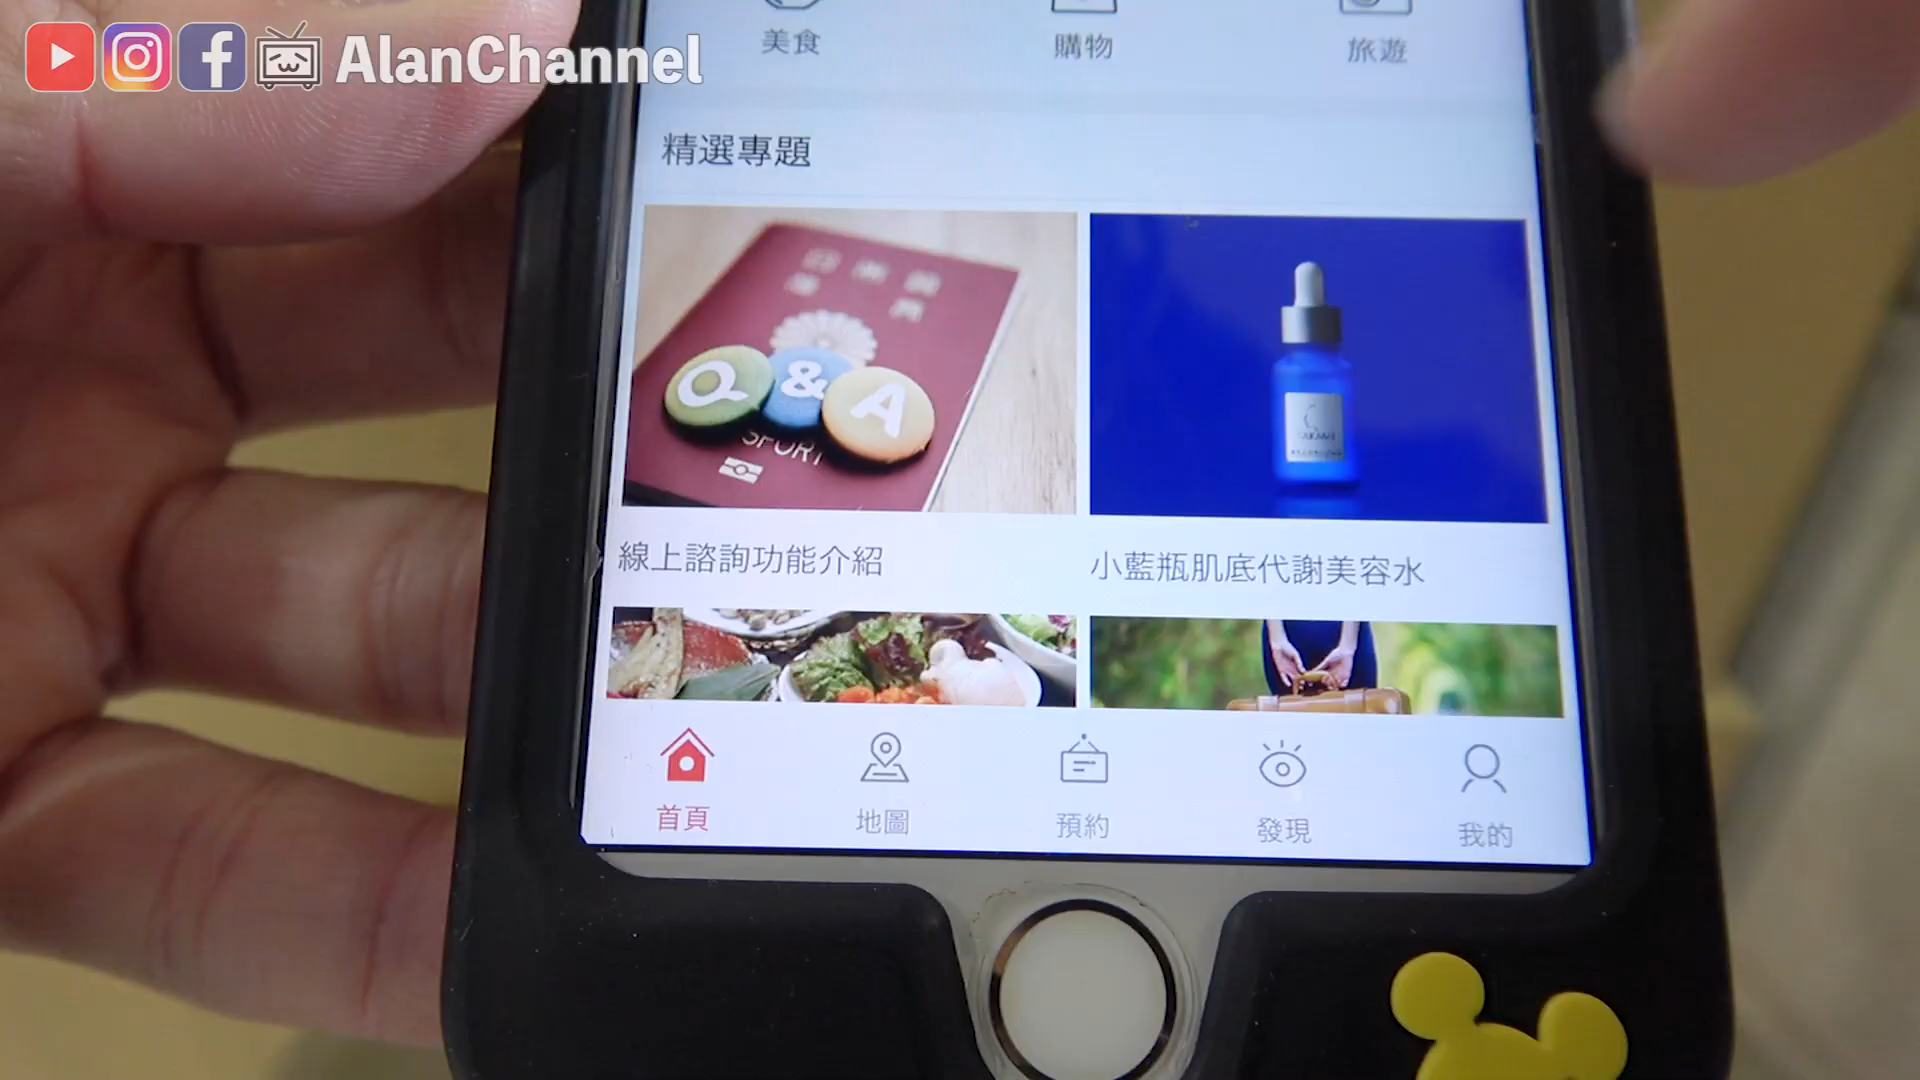 AlanChannel
美食
購物
旅遊
精選專題
Q & A
線上諮詢功能介紹
小藍瓶肌底代謝美容水
首頁
地圖
預約
發現
我的